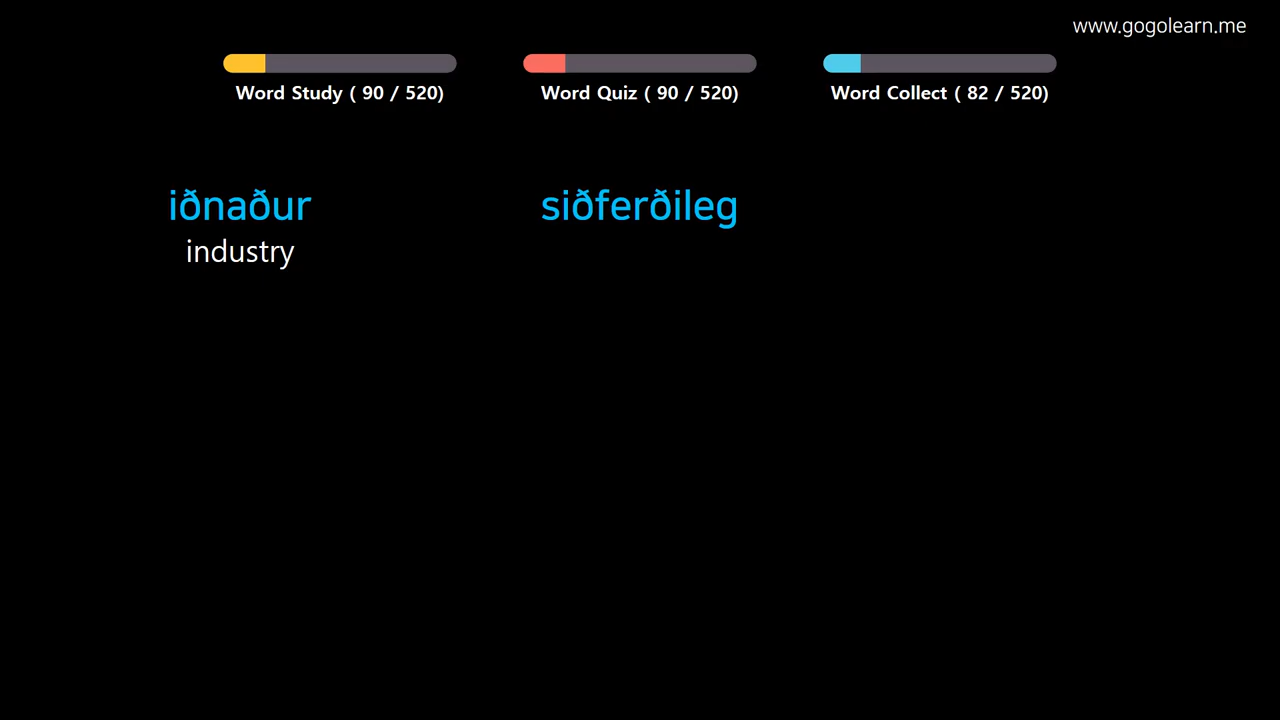 www.gogolearn.me
Word Study ( 90 / 520)
Word Quiz ( 90 / 520)
Word Collect ( 82 / 520)
iðnaður
industry
siðferðileg